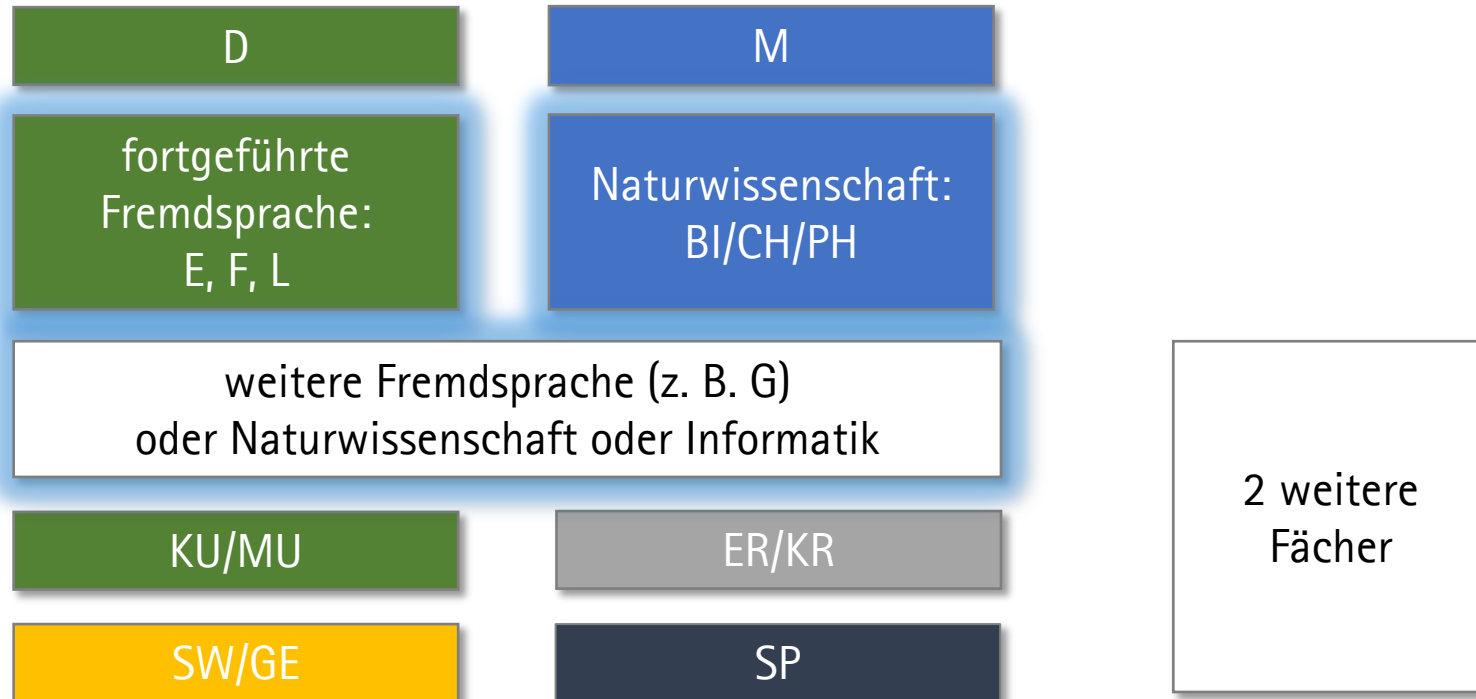 D
M
fortgeführte
Fremdsprache:
E, F, L
Naturwissenschaft:
BI/CH/PH
weitere Fremdsprache (z. B. G)
oder Naturwissenschaft oder Informatik
KU/MU
ER/KR
SW/GE
SP
2 weitere
Fächer